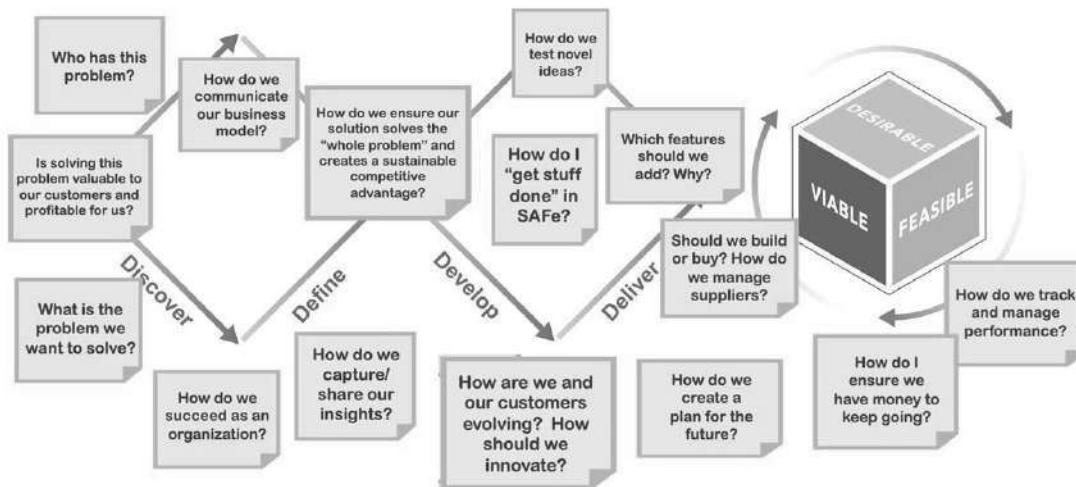 Who has this
problem?
How do we
communicate
our business
model?
How do we ensure our
solution solves the
“whole problem” and
creates a sustainable
competitive
advantage?
How do we
test novel
ideas?
Is solving this
problem valuable to
our customers and
profitable for us?
How do I
“get stuff
done” in
SAFe?
Which features
should we
add? Why?
DESIRABLE
VIABLE
FEASIBLE
Discover
Define
Develop
Deliver
Should we build
or buy? How do
we manage
suppliers?
What is the
problem we
want to solve?
How do we track
and manage
performance?
How do we
succeed as an
organization?
How do we
capture/
share our
insights?
How are we and
our customers
evolving? How
should we
innovate?
How do we
create a
plan for the
future?
How do I
ensure we
have money to
keep going?